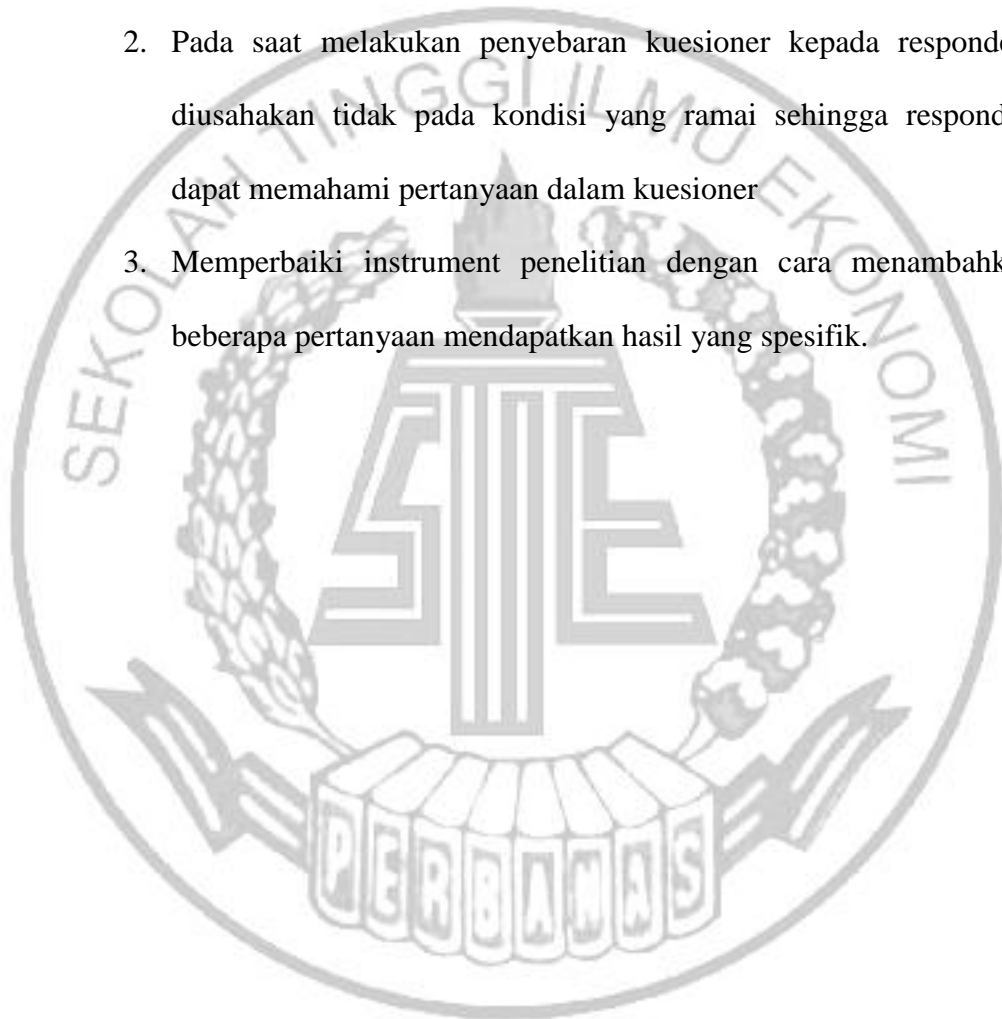 2. Pada saat melakukan penyebaran kuesioner kepada responde
diusahakan tidak pada kondisi yang ramai sehingga respond
dapat memahami pertanyaan dalam kuesioner
3. Memperbaiki instrument penelitian dengan cara menambahk
beberapa pertanyaan mendapatkan hasil yang spesifik.
SEKOLAH TINGGI ILMU EKONOMI
STIE
PERBANAS